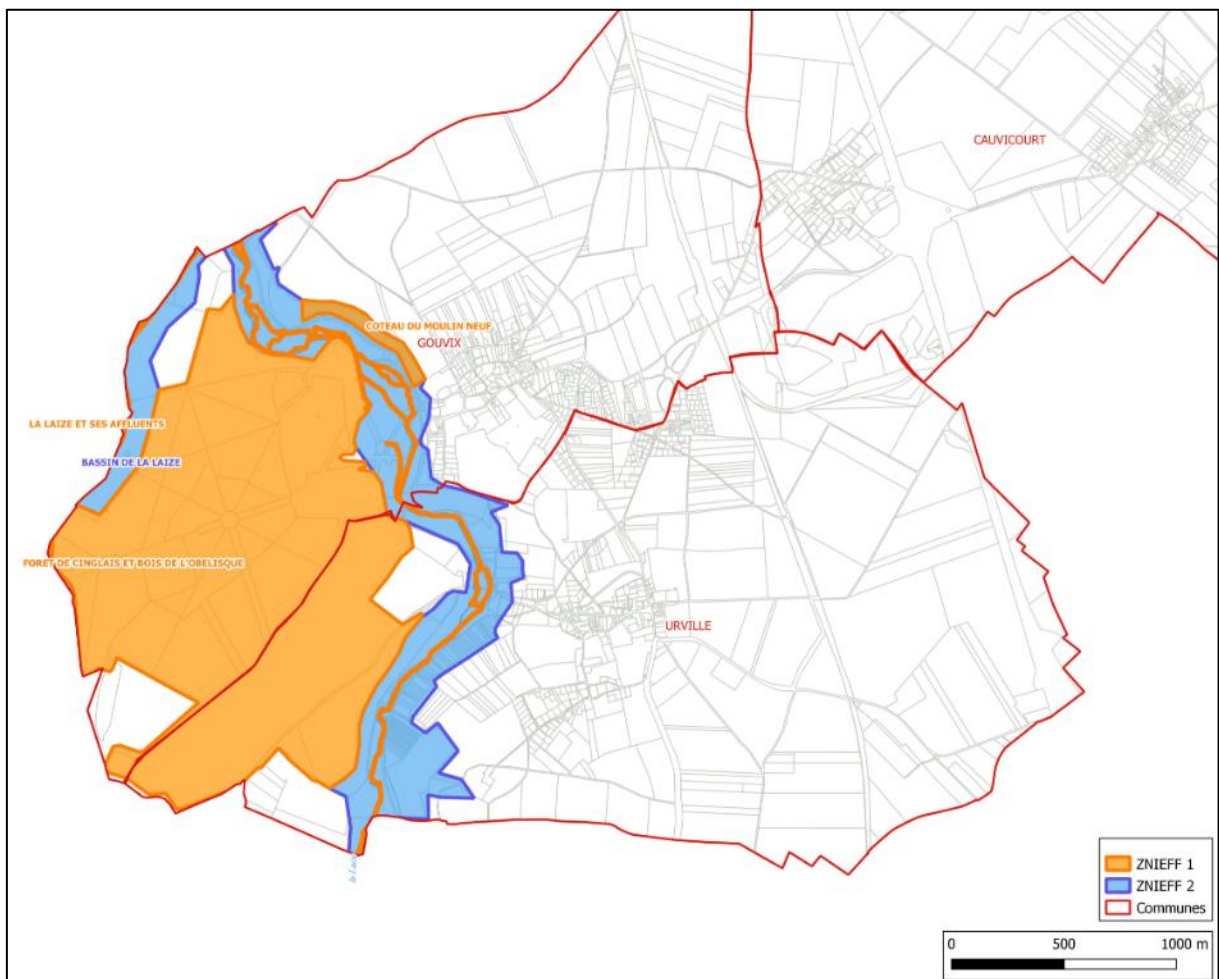 CAUVICOURT
COTEAU DU MOULIN NEUF
GOUVIX
LA LAIZE ET SES AFFLUENTS
BASSIN DE LA LAIZE
FORET DE CINGLAIS ET BOIS DE L'OBELISQUE
URVILLE
ZNIEFF 1
ZNIEFF 2
Communes
0 500 1000 m